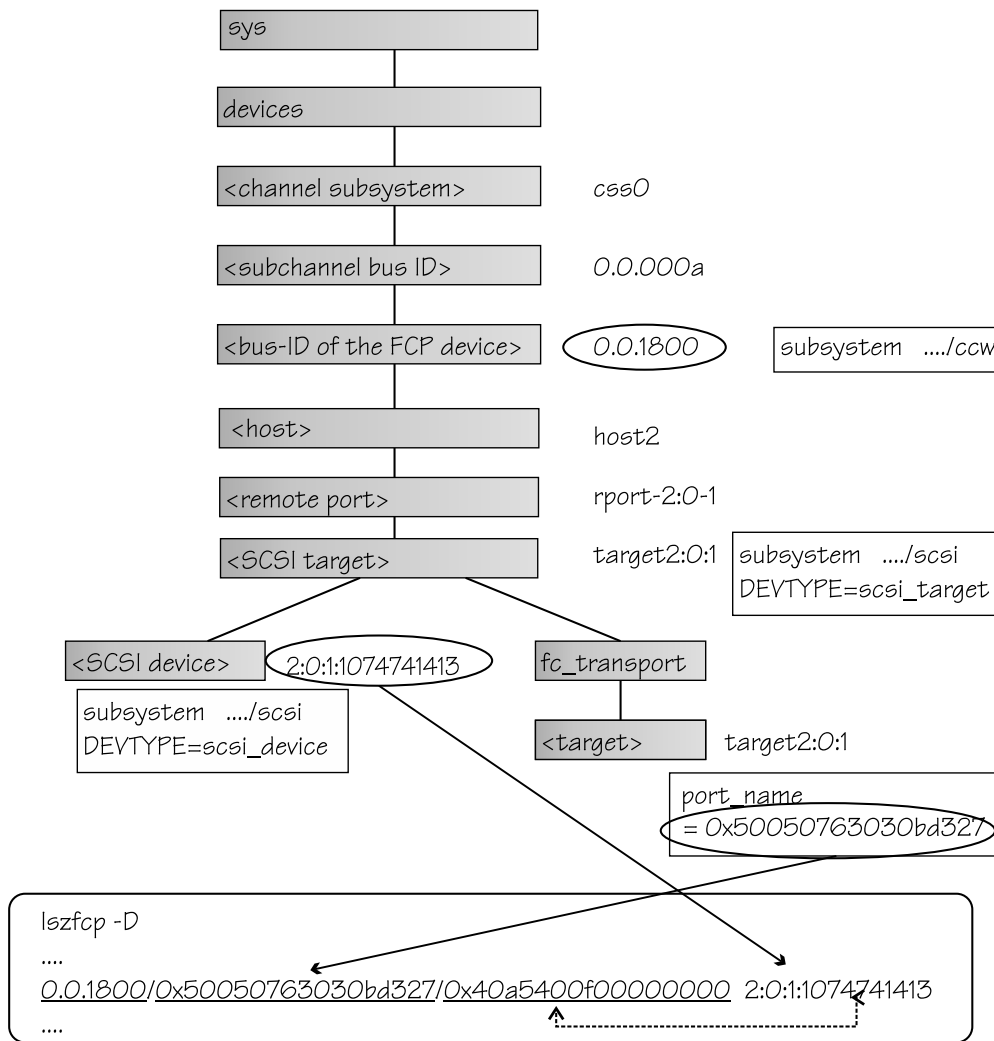 sys
devices
<channel subsystem> css0
<subchannel bus ID> 0.0.000a
<bus-ID of the FCP device> 0.0.1800 subsystem ..../ccw
<host> host2
<remote port> rport-2:0-1
<SCSI target> target2:0:1
subsystem ..../scsi
DEVTYPE=scsi_target
<SCSI device> 2:0:1:1074741413
fc_transport
subsystem ..../scsi
DEVTYPE=scsi_device
<target> target2:0:1
port_name
= 0x50050763030bd327
lszfcp -D
....
0.0.1800/0x50050763030bd327/0x40a5400f00000000 2:0:1:1074741413
....